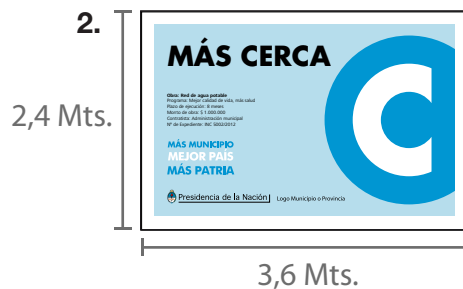 2.
2,4 Mts.
MÁS CERCA
Obra: Red de agua potable
Programa: Mejor calidad de vida, más salud
Plazo de ejecución: 8 meses
Monto de obra: $ 1.000.000
Contratista: Administración municipal
Nº de Expediente: INC 5002/2012
MÁS MUNICIPIO
MEJOR PAÍS
MÁS PATRIA
Presidencia de la Nación Logo Municipio o Provincia
C
3,6 Mts.